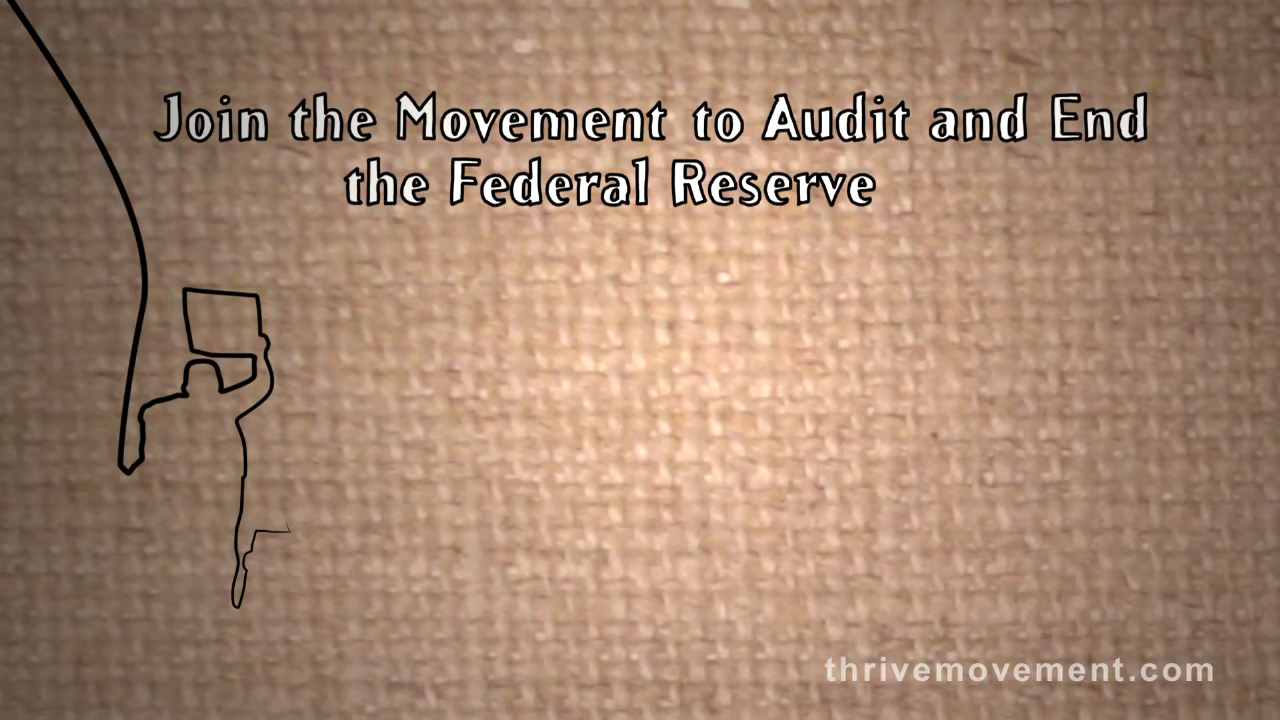 Join the Movement to Audit and End
the Federal Reserve
thrivemovement.com